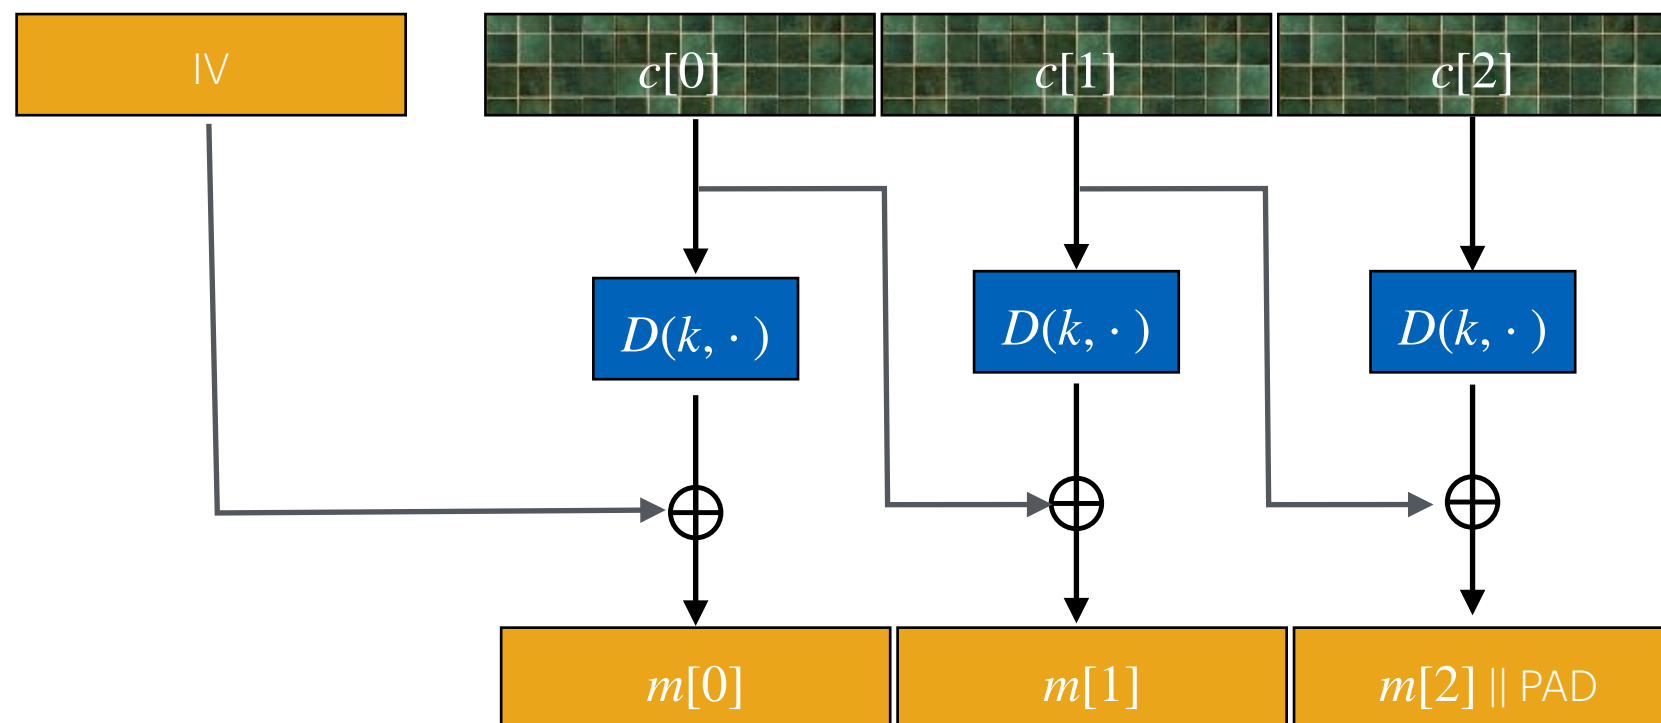 IV
c[0]
c[1]
c[2]
D(k, · )
D(k, · )
D(k, · )
m[0]
m[1]
m[2] || PAD